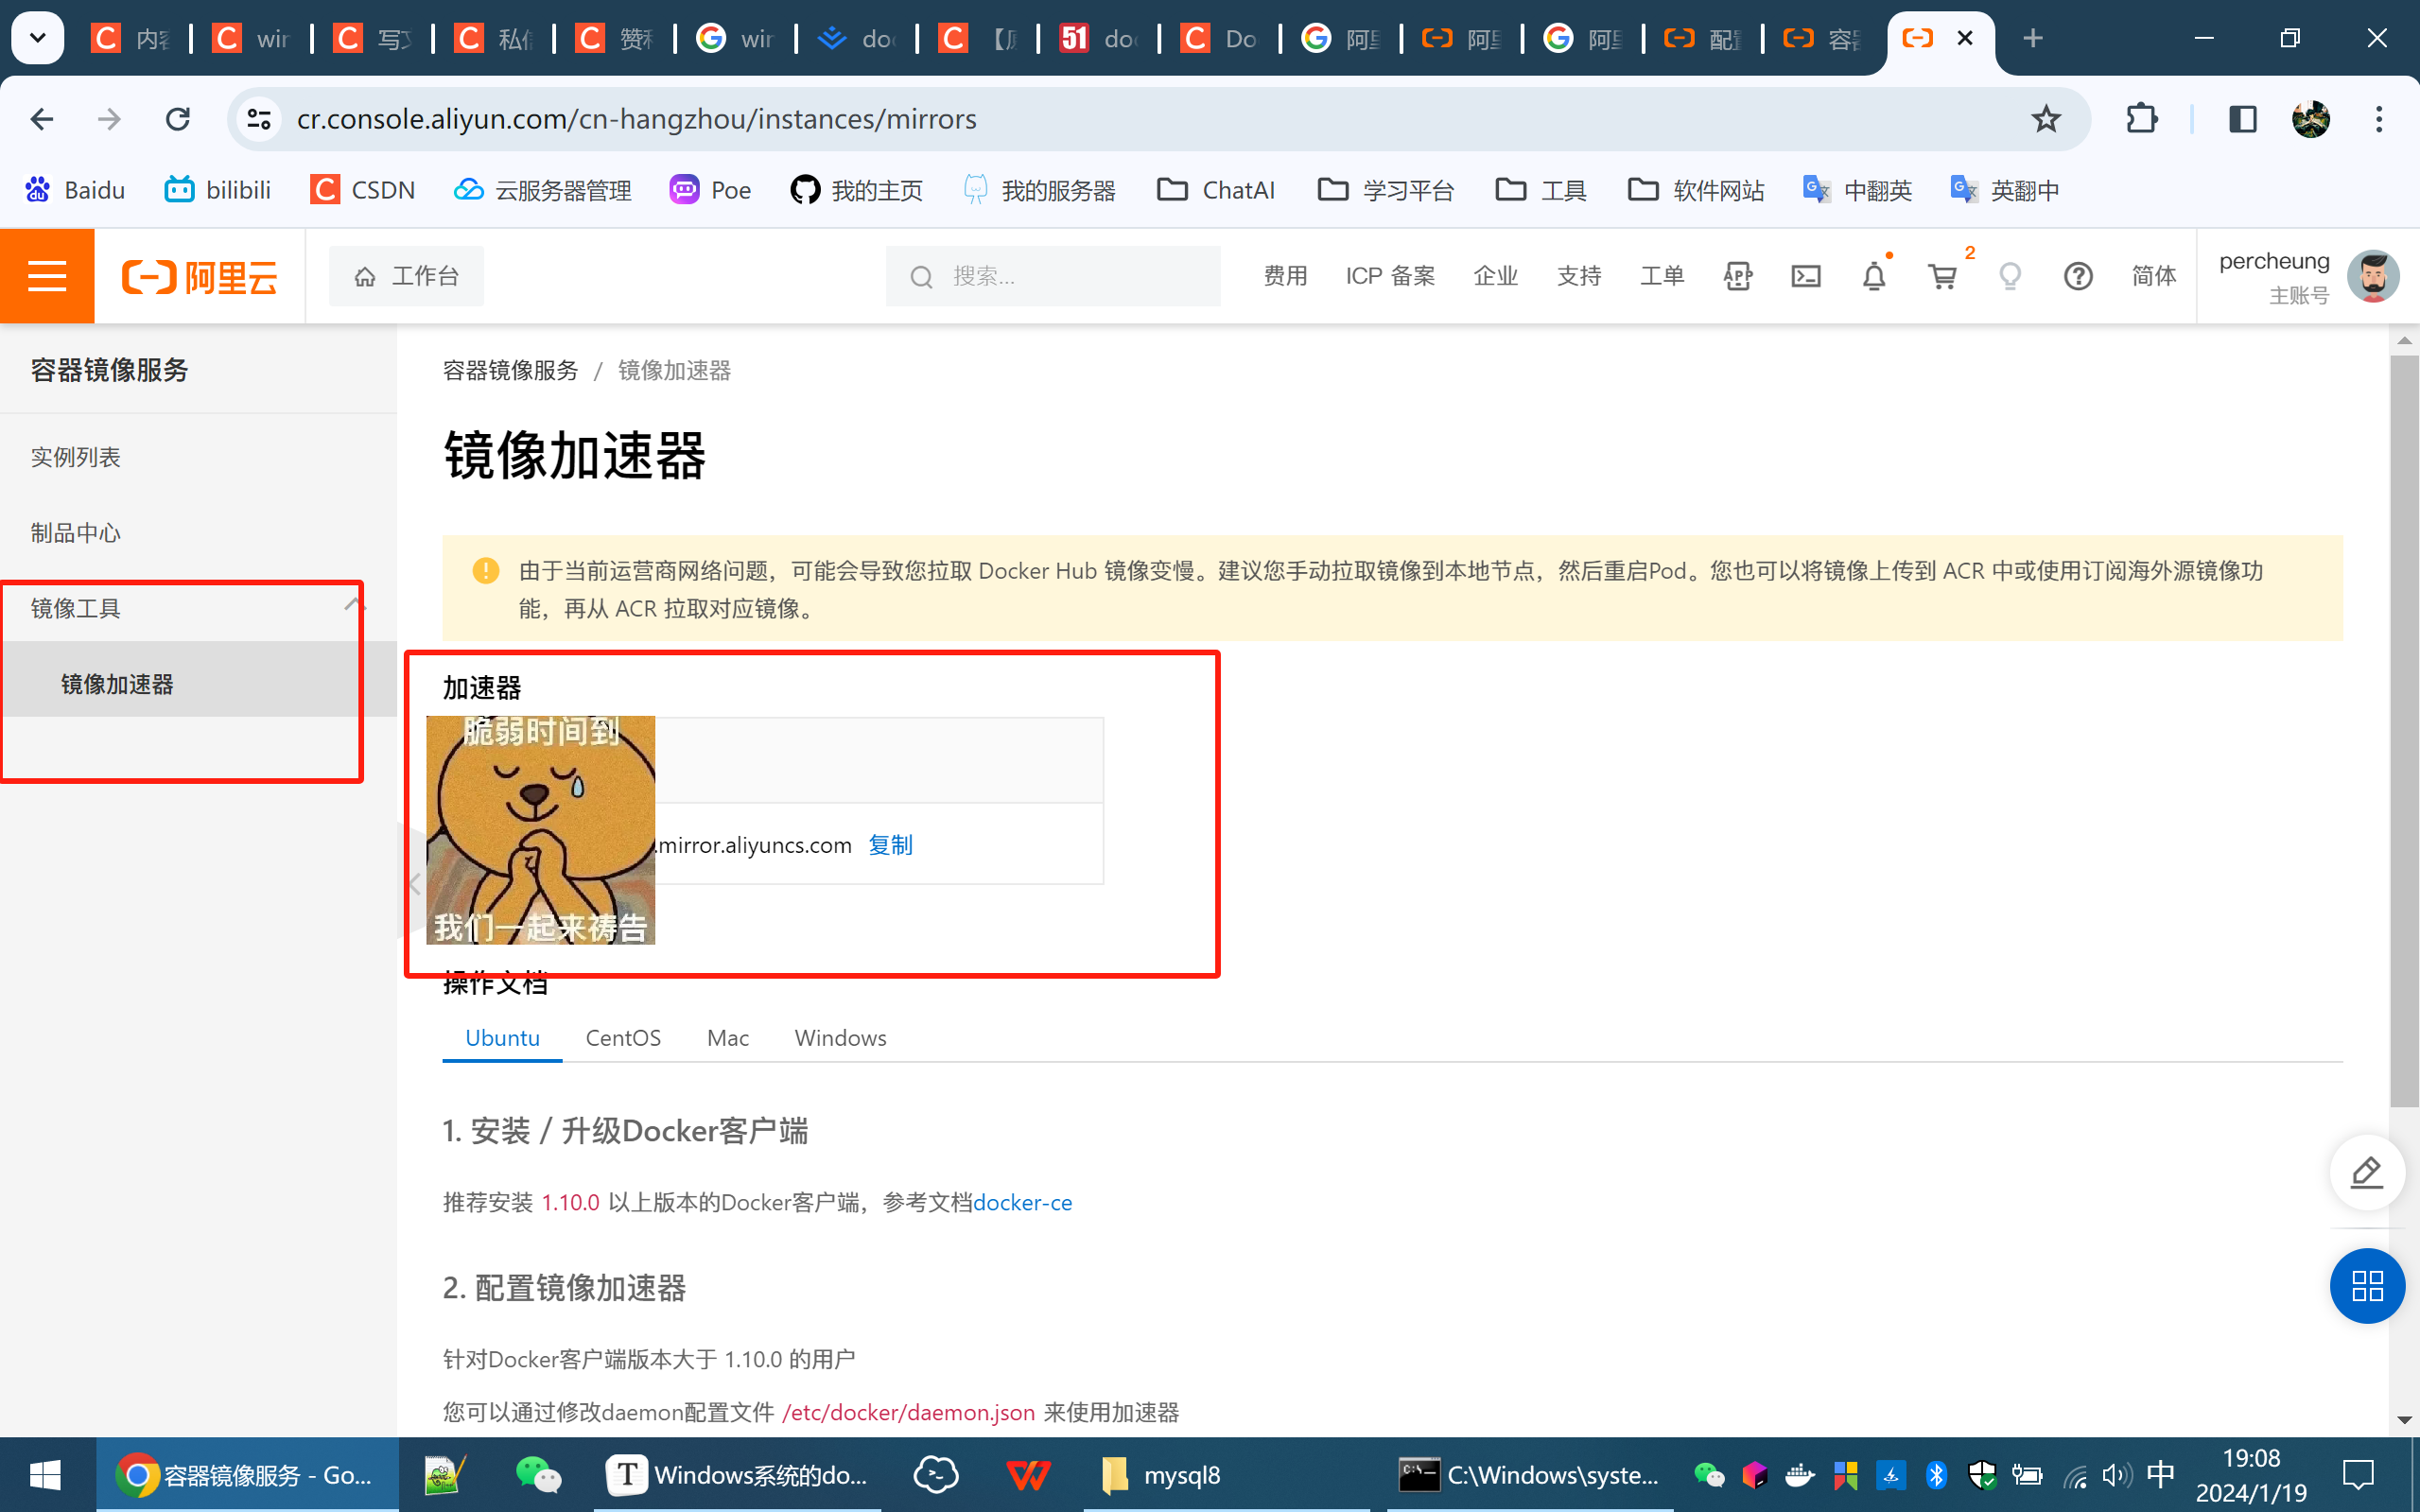 内容
wir
写文
私信
赞和
wir
doc
doc
Do
阿里
阿里
阿里
配置
容器
cr.console.aliyun.com/cn-hangzhou/instances/mirrors
Baidu
bilibili
CSDN
云服务器管理
Poe
我的主页
我的服务器
ChatAI
学习平台
工具
软件网站
中翻英
英翻中
阿里云
工作台
搜索...
费用
ICP 备案
企业
支持
工单
APP
2
简体
percheung
主账号
容器镜像服务
实例列表
制品中心
镜像工具
镜像加速器
容器镜像服务 / 镜像加速器
镜像加速器
由于当前运营商网络问题，可能会导致您拉取 Docker Hub 镜像变慢。建议您手动拉取镜像到本地节点，然后重启Pod。您也可以将镜像上传到 ACR 中或使用订阅海外源镜像功
能，再从 ACR 拉取对应镜像。
加速器
脆弱时间到
.mirror.aliyuncs.com 复制
我们一起来祷告
操作文档
Ubuntu
CentOS
Mac
Windows
1. 安装 / 升级Docker客户端
推荐安装 1.10.0 以上版本的Docker客户端，参考文档docker-ce
2. 配置镜像加速器
针对Docker客户端版本大于 1.10.0 的用户
您可以通过修改daemon配置文件 /etc/docker/daemon.json 来使用加速器
容器镜像服务 - Go...
Windows系统的do...
mysql8
C:\Windows\syste...
中
19:08
2024/1/19